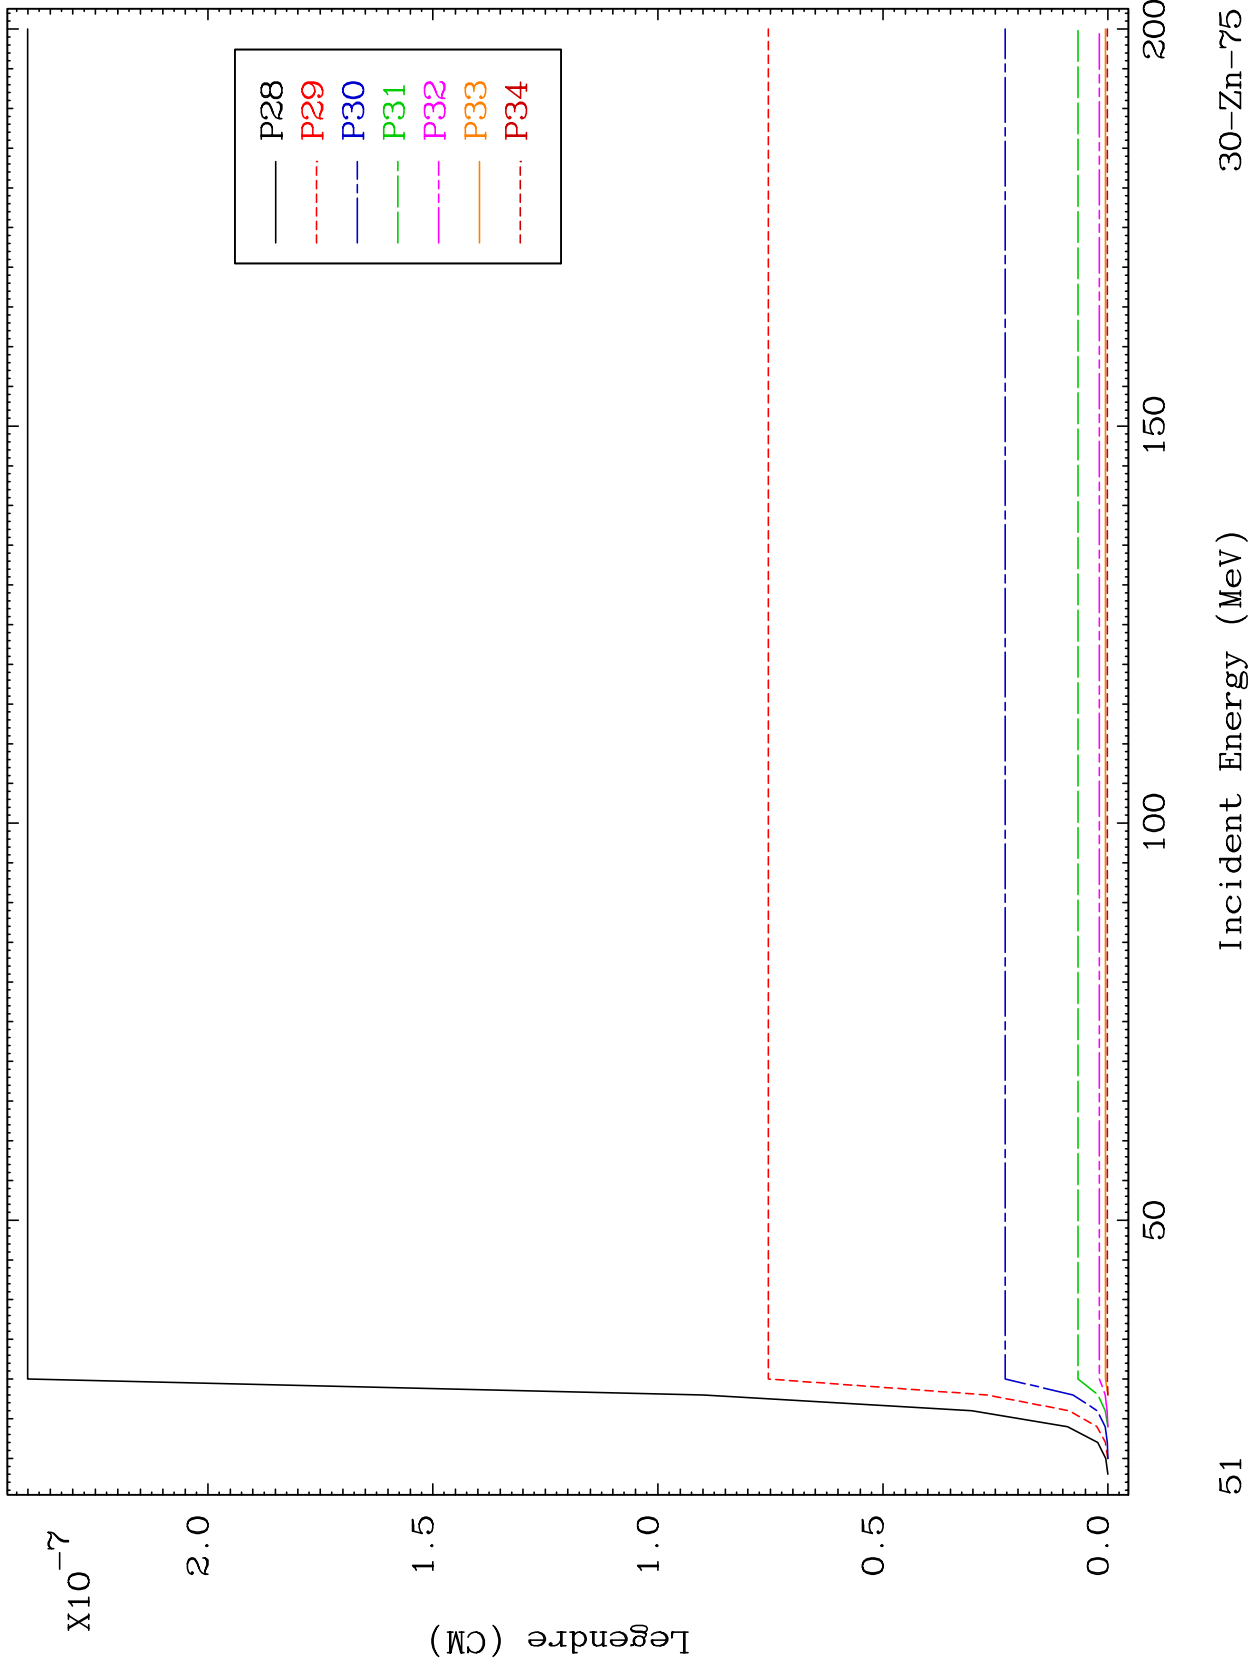 X10-7
Legendre (CM)
2.0
1.5
1.0
0.5
0.0
P28
P29
P30
P31
P32
P33
P34
50
100
150
200
Incident Energy (MeV)
51
30-Zn-75